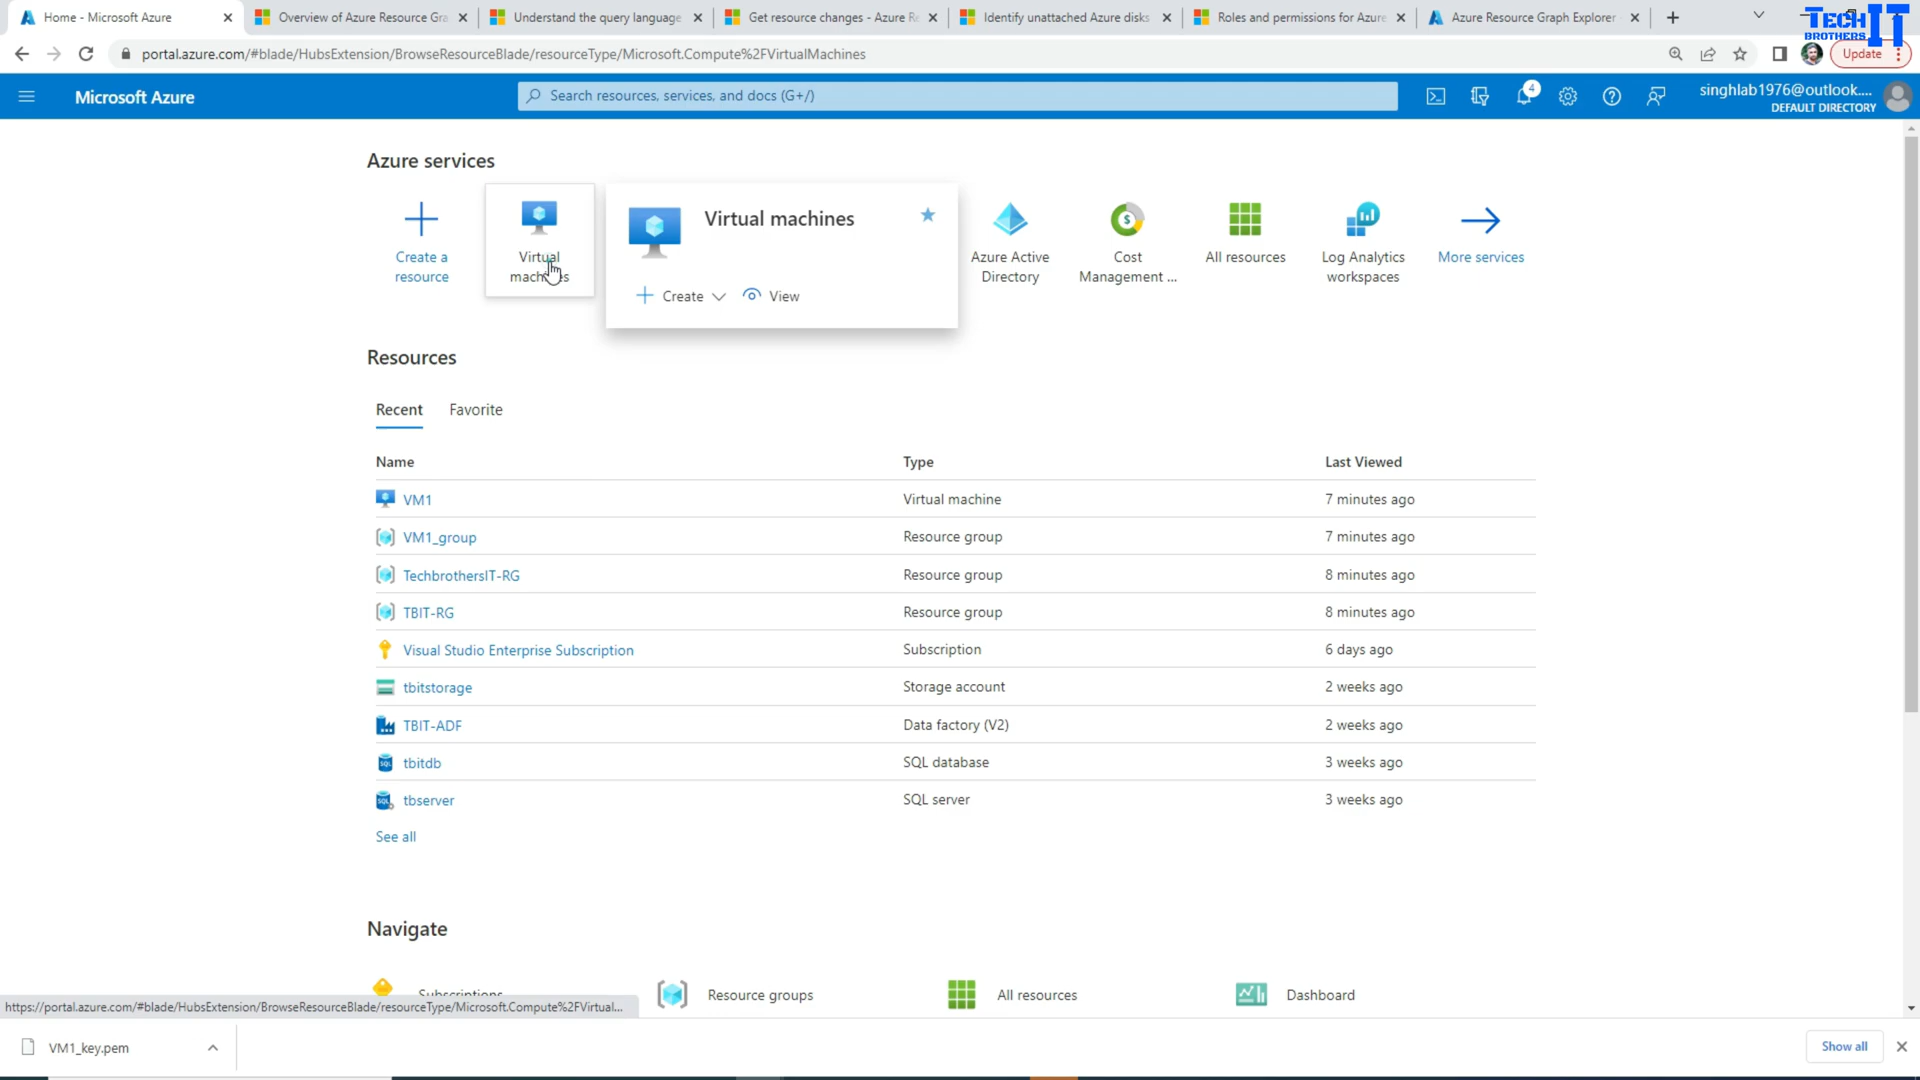 Home - Microsoft Azure
Overview of Azure Resource Gra
Understand the query language
Get resource changes - Azure Re
Identify unattached Azure disks
Roles and permissions for Azure
Azure Resource Graph Explorer
TECH IT
BROTHERS
portal.azure.com/#blade/HubsExtension/BrowseResourceBlade/resourceType/Microsoft.Compute%2FVirtualMachines
Update
Microsoft Azure
Search resources, services, and docs (G+/)
4
singhlab1976@outlook....
DEFAULT DIRECTORY
Azure services
Create a
resource
Virtual
machines
Virtual machines
Create
View
Azure Active
Directory
Cost
Management ...
All resources
Log Analytics
workspaces
More services
Resources
Recent
Favorite
Name
Type
Last Viewed
VM1
Virtual machine
7 minutes ago
VM1_group
Resource group
7 minutes ago
TechbrothersIT-RG
Resource group
8 minutes ago
TBIT-RG
Resource group
8 minutes ago
Visual Studio Enterprise Subscription
Subscription
6 days ago
tbitstorage
Storage account
2 weeks ago
TBIT-ADF
Data factory (V2)
2 weeks ago
tbitdb
SQL database
3 weeks ago
tbserver
SQL server
3 weeks ago
See all
Navigate
Subscriptions
Resource groups
All resources
Dashboard
https://portal.azure.com/#blade/HubsExtension/BrowseResourceBlade/resourceType/Microsoft.Compute%2FVirtual...
VM1_key.pem
Show all